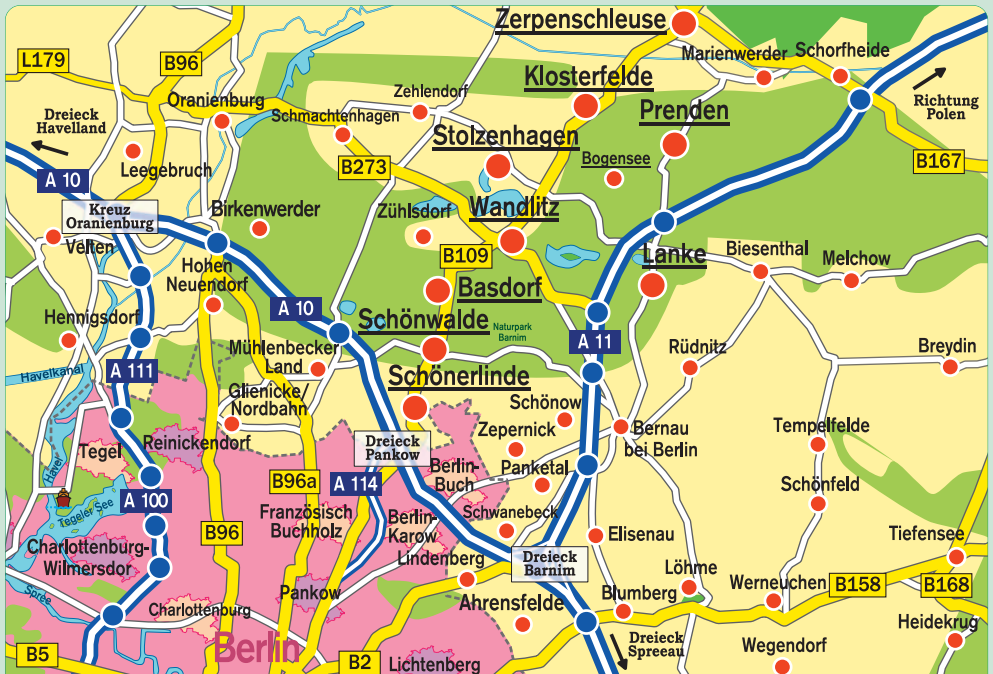 Zerpenschleuse
L179
B96
Marienwerder
Schorfheide
Klosterfelde
Zehlendorf
Oranienburg
Schmachtenhagen
Prenden
Richtung
Polen
Dreieck
Havelland
Stolzenhagen
Leegebruch
B273
Bogensee
B167
A 10
Kreuz
Oranienburg
Birkenwerder
Zühlsdorf
Wandlitz
Velten
Hohen
Neuendorf
B109
Lanke
Biesenthal
Melchow
Basdorf
A 10
Hennigsdorf
Schönwalde
Naturpark
Barnim
A 11
Mühlenbecker
Land
Rüdnitz
Breydin
Havelkanal
A 111
Schönerlinde
Glienicke/
Nordbahn
Schönow
Bernau
bei Berlin
Tempelfelde
Zepernick
Dreieck
Pankow
Reinickendorf
Tegel
Havel
Berlin-
Buch
Panketal
B96a
A 114
Schönfeld
A 100
Tegeler See
Französisch
Buchholz
Berlin-
Karow
Schwanebeck
B96
Elisenau
Tiefensee
Charlottenburg-
Wilmersdor
Lindenberg
Dreieck
Barnim
Löhme
Werneuchen
B158
B168
Spree
Pankow
Charlottenburg
Ahrensfelde
Blumberg
Heidekrug
Berlin
B5
B2
Lichtenberg
Dreieck
Spreeau
Wegendorf